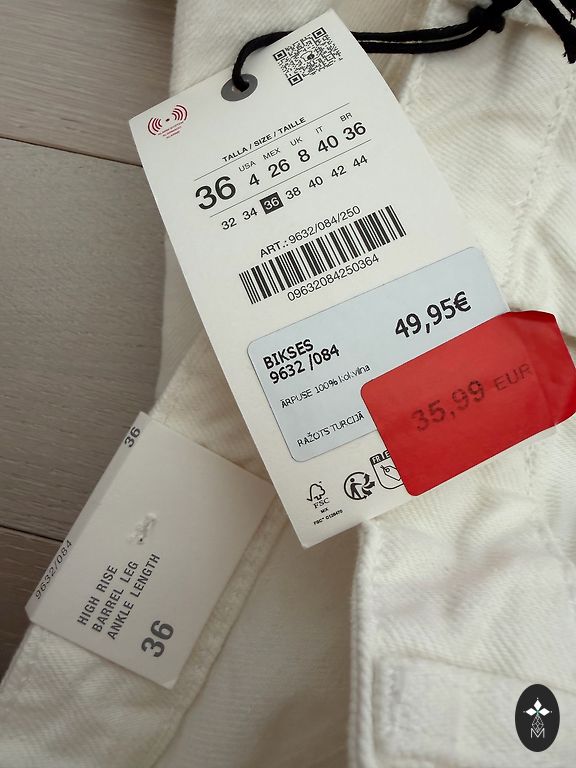 TALLA / SIZE / TAILLE
USA MEX UK IT BR
36 4 26 8 40 36
32 34 36 38 40 42 44
ART.:9632/084/250
09632084250364
BIKSES
9632 /084
49,95€
ĀRPUSE 100% kokvilna
RAŽOTS TURCIJĀ
35,99 EUR
FSC
MIX
FR
36
9632/084
HIGH RISE
BARREL LEG
ANKLE LENGTH
36
M